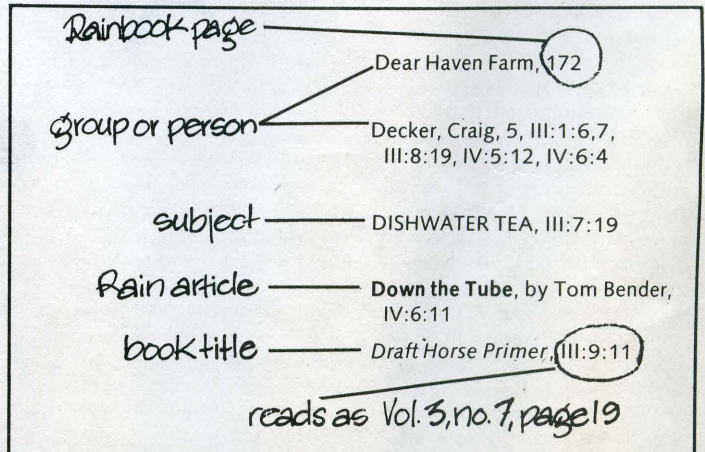 Rainbook page
Dear Haven Farm, 172
group or person
Decker, Craig, 5, III:1:6,7,
III:8:19, IV:5:12, IV:6:4
subject
DISHWATER TEA, III:7:19
Rain article
Down the Tube, by Tom Bender,
IV:6:11
book title
Draft Horse Primer, III:9:11
reads as Vol. 3, no. 7, page 19